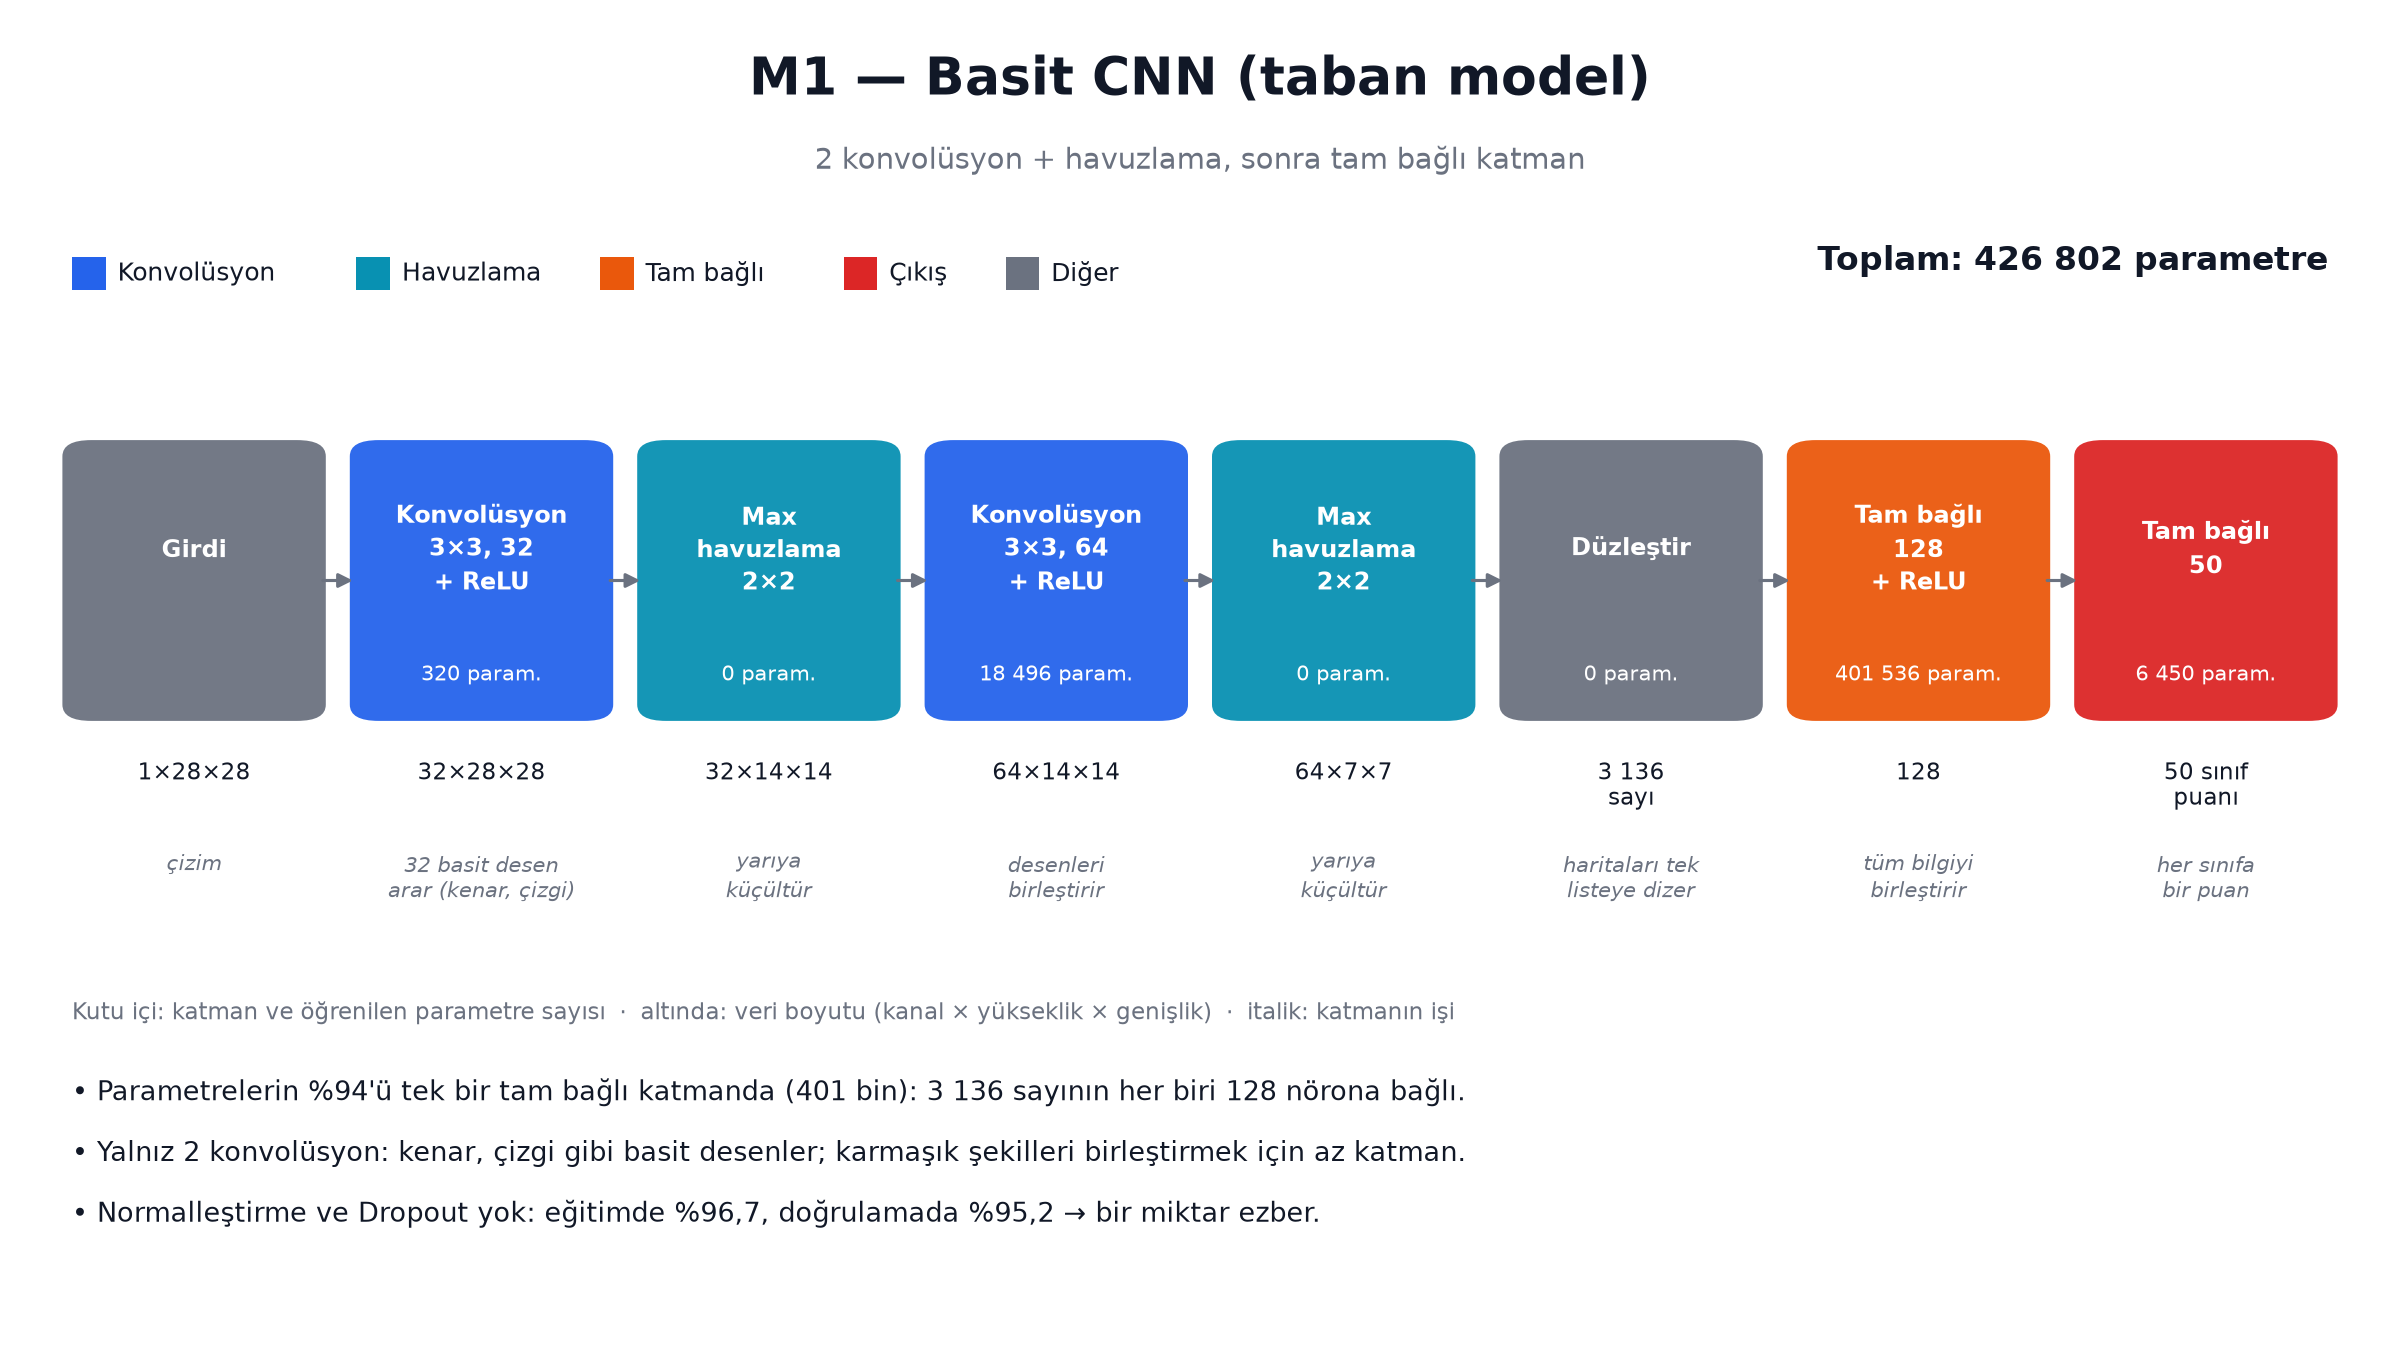 M1 — Basit CNN (taban model)
2 konvolüsyon + havuzlama, sonra tam bağlı katman
Konvolüsyon
Havuzlama
Tam bağlı
Çıkış
Diğer
Toplam: 426 802 parametre
Girdi
1×28×28
çizim
Konvolüsyon
3×3, 32
+ ReLU
320 param.
32×28×28
32 basit desen
arar (kenar, çizgi)
Max
havuzlama
2×2
0 param.
32×14×14
yarıya
küçültür
Konvolüsyon
3×3, 64
+ ReLU
18 496 param.
64×14×14
desenleri
birleştirir
Max
havuzlama
2×2
0 param.
64×7×7
yarıya
küçültür
Düzleştir
0 param.
3 136
sayı
haritaları tek
listeye dizer
Tam bağlı
128
+ ReLU
401 536 param.
128
tüm bilgiyi
birleştirir
Tam bağlı
50
6 450 param.
50 sınıf
puanı
her sınıfa
bir puan
Kutu içi: katman ve öğrenilen parametre sayısı · altında: veri boyutu (kanal × yükseklik × genişlik) · italik: katmanın işi
• Parametrelerin %94'ü tek bir tam bağlı katmanda (401 bin): 3 136 sayının her biri 128 nörona bağlı.
• Yalnız 2 konvolüsyon: kenar, çizgi gibi basit desenler; karmaşık şekilleri birleştirmek için az katman.
• Normalleştirme ve Dropout yok: eğitimde %96,7, doğrulamada %95,2 → bir miktar ezber.